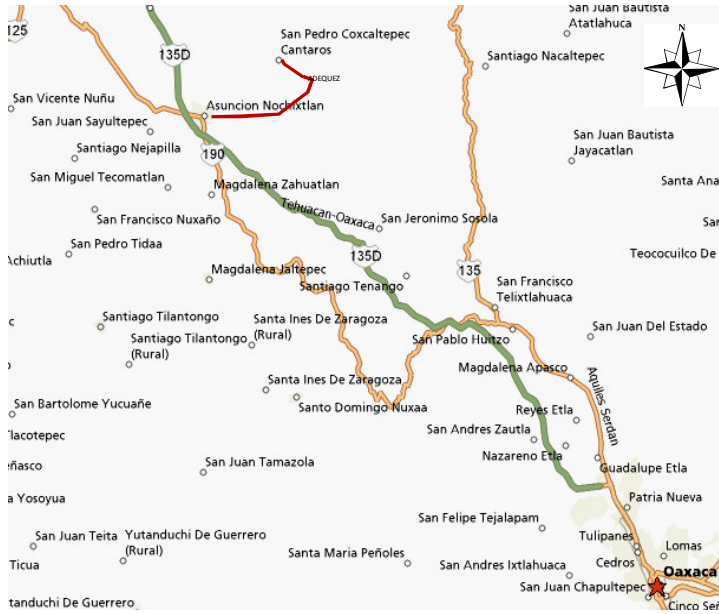 125
135D
San Pedro Coxcaltepec
Cantaros
San Juan Bautista
Atatlahuca
N
Santiago Nacaltepec
San Vicente Nuñu
Asuncion Nochixtlan
San Juan Sayultepec
San Juan Bautista
Jayacatlan
Santiago Nejapilla
190
San Miguel Tecomatlan
Magdalena Zahuatlan
Santa Ana
Tehuacan-Oaxaca
San Francisco Nuxaño
San Jeronimo Sosola
San
San Pedro Tidaa
Achiutla
135D
Teococuilco De
Magdalena Jaltepec
135
Santiago Tenango
San Francisco
Telixtlahuaca
Santiago Tilantongo
Santa Ines De Zaragoza
(Rural)
Santiago Tilantongo
(Rural)
San Pablo Huitzo
San Juan Del Estado
Magdalena Apasco
Aquiles Serdan
Santa Ines De Zaragoza
San Bartolome Yucuañe
Santo Domingo Nuxaa
Reyes Etla
Tlacotepec
San Andres Zautla
Nazareno Etla
eñasco
San Juan Tamazola
Guadalupe Etla
a Yosoyua
Patria Nueva
San Felipe Tejalapam
San Juan Teita
Yutanduchi De Guerrero
(Rural)
Tulipanes
Lomas
Santa Maria Peñoles
Cedros
Ticua
San Andres Ixtlahuaca
Oaxaca
San Juan Chapultepec
Yutanduchi De Guerrero
Cinco Señ